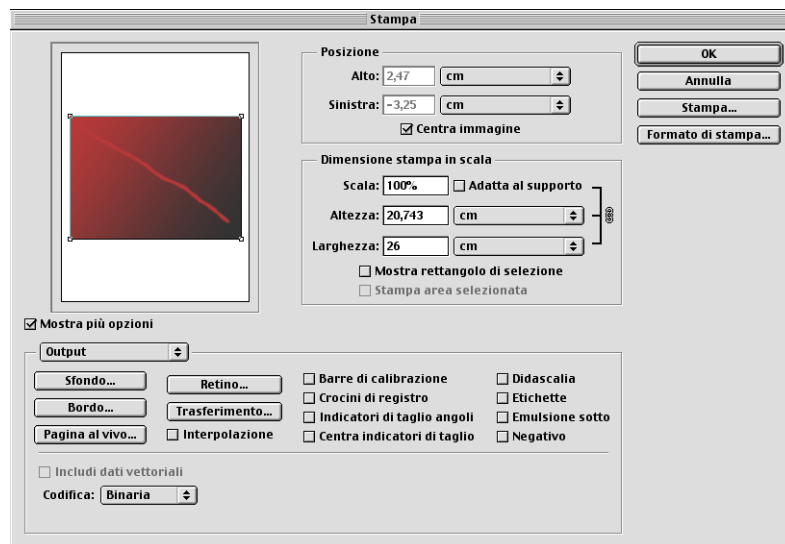 Stampa
Posizione
Alto: 2,47 cm
Sinistra: -3,25 cm
Centra immagine
Dimensione stampa in scala
Scala: 100% Adatta al supporto
Altezza: 20,743 cm
Larghezza: 26 cm
Mostra rettangolo di selezione
Stampa area selezionata
OK
Annulla
Stampa...
Formato di stampa...
Mostra più opzioni
Output
Sfondo... Retino... Barre di calibrazione Didascalia
Crocini di registro Etichette
Bordo... Trasferimento... Indicatori di taglio angoli Emulsione sotto
Pagina al vivo... Interpolazione Centra indicatori di taglio Negativo
Includi dati vettoriali
Codifica: Binaria